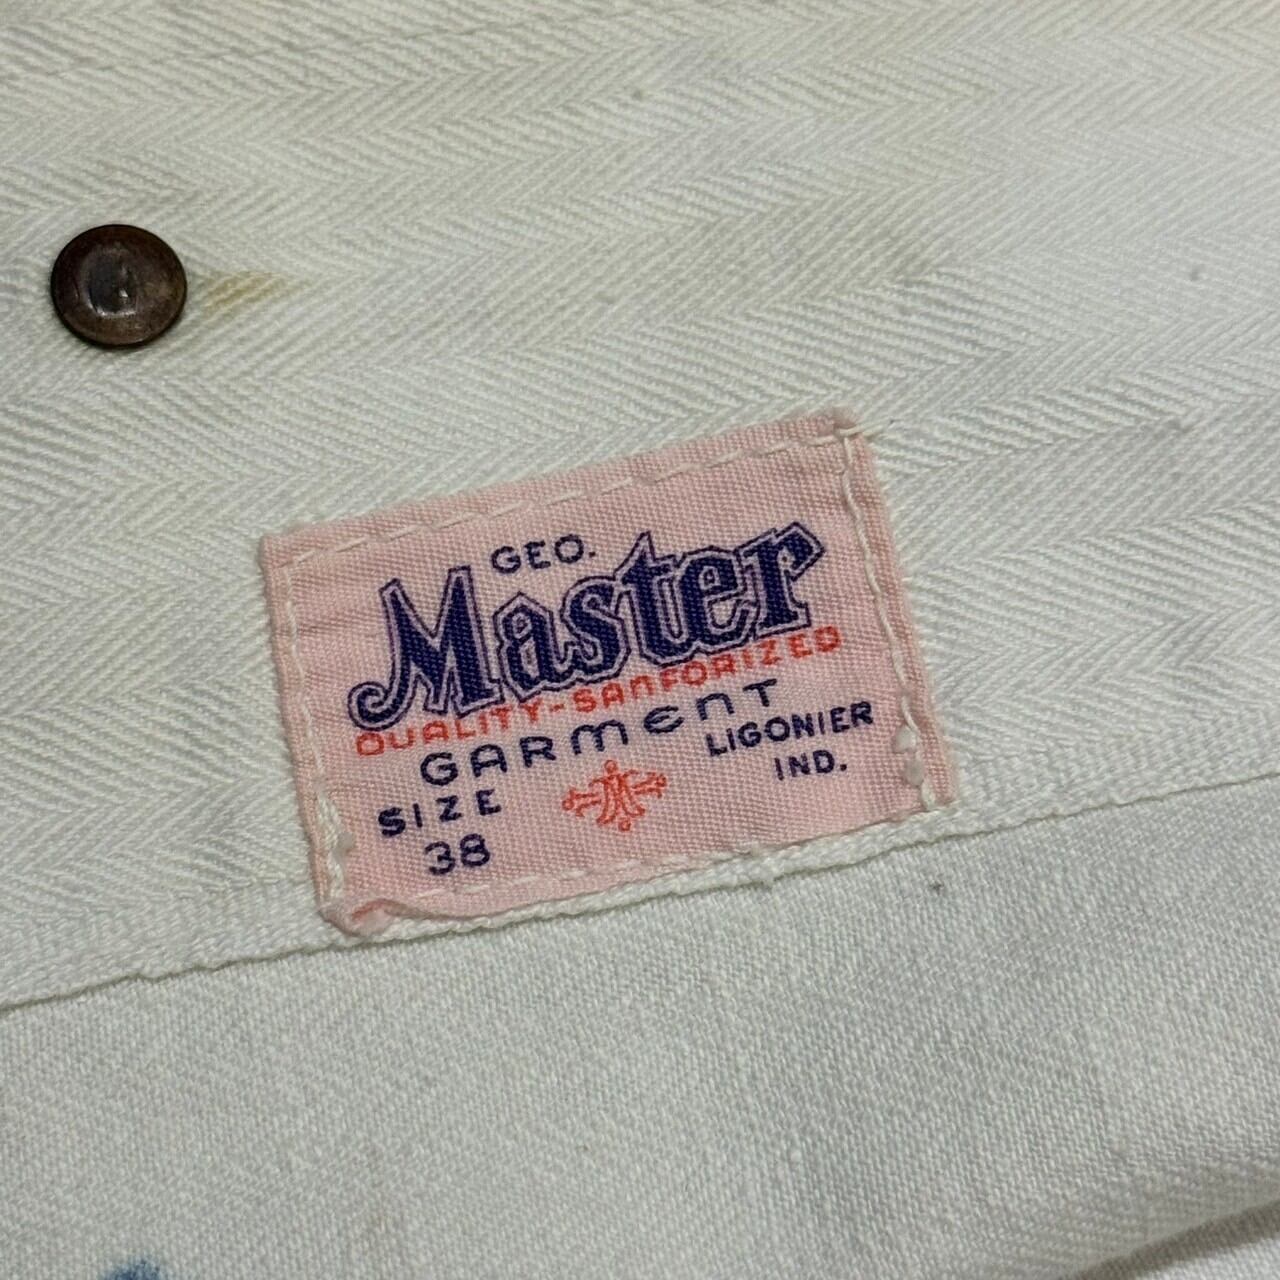 GEO.
Master
QUALITY-SANFORIZED
GARMENT
LIGONIER
IND.
SIZE
38